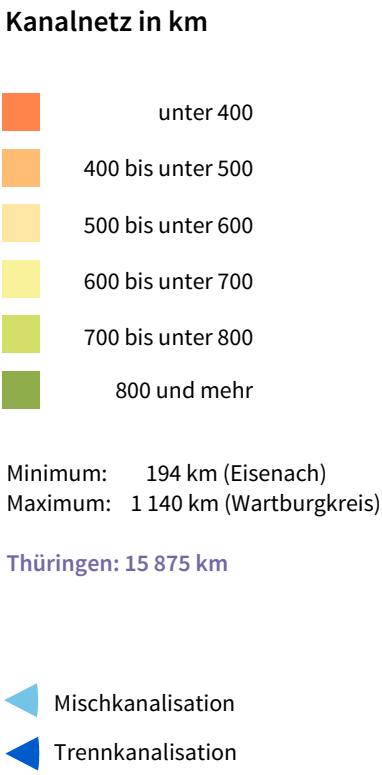 Kanalnetz in km
unter 400
400 bis unter 500
500 bis unter 600
600 bis unter 700
700 bis unter 800
800 und mehr
Minimum: 194 km (Eisenach)
Maximum: 1 140 km (Wartburgkreis)
Thüringen: 15 875 km
Mischkanalisation
Trennkanalisation